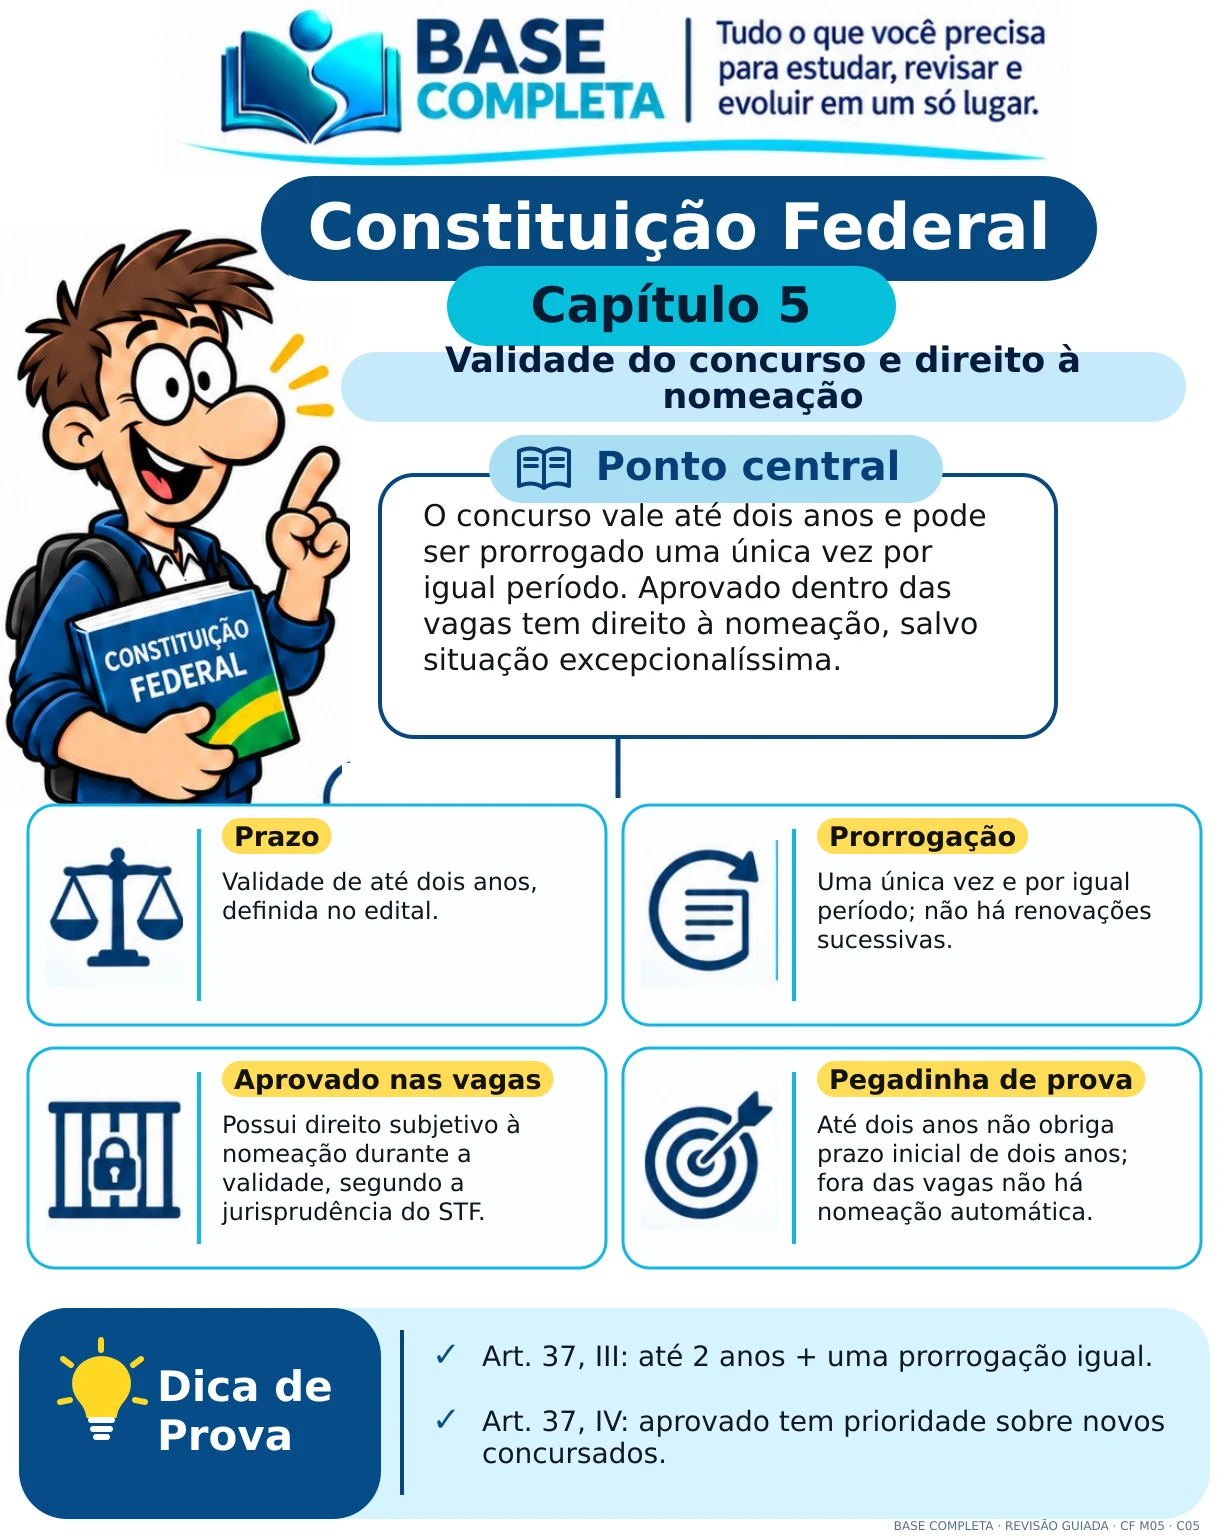 BASE
COMPLETA
Tudo o que você precisa
para estudar, revisar e
evoluir em um só lugar.
Constituição Federal
Capítulo 5
Validade do concurso e direito à
nomeação
Ponto central
O concurso vale até dois anos e pode
ser prorrogado uma única vez por
igual período. Aprovado dentro das
vagas tem direito à nomeação, salvo
situação excepcionalíssima.
CONSTITUIÇÃO
FEDERAL
Prazo
Validade de até dois anos,
definida no edital.
Prorrogação
Uma única vez e por igual
período; não há renovações
sucessivas.
Aprovado nas vagas
Possui direito subjetivo à
nomeação durante a
validade, segundo a
jurisprudência do STF.
Pegadinha de prova
Até dois anos não obriga
prazo inicial de dois anos;
fora das vagas não há
nomeação automática.
Dica de
Prova
✓ Art. 37, III: até 2 anos + uma prorrogação igual.
✓ Art. 37, IV: aprovado tem prioridade sobre novos
concursados.
BASE COMPLETA · REVISÃO GUIADA · CF M05 · C05